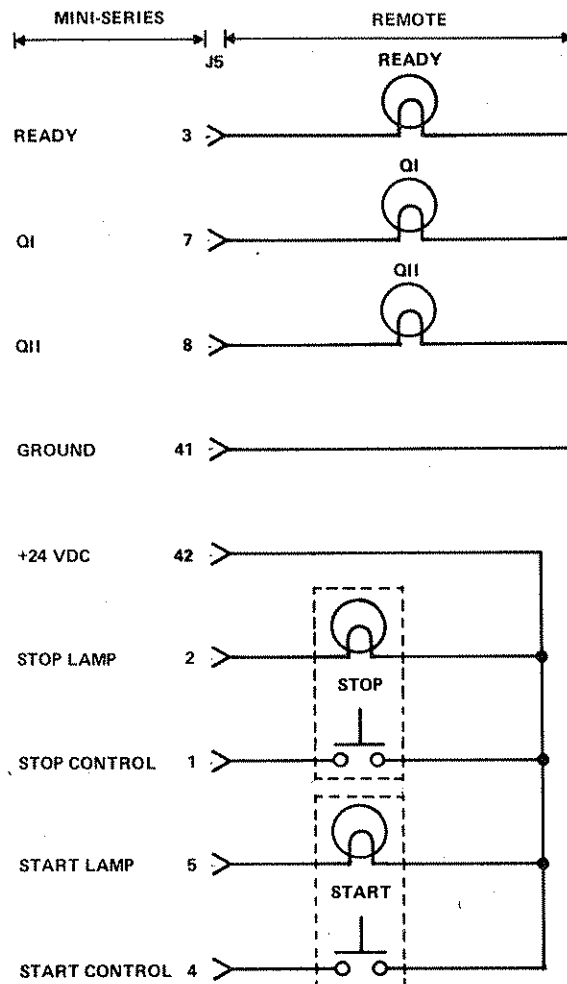 MINI-SERIES REMOTE
J5
READY
READY 3
QI
QI 7
QII
QII 8
GROUND 41
+24 VDC 42
STOP LAMP 2
STOP
STOP CONTROL 1
START LAMP 5
START
START CONTROL 4